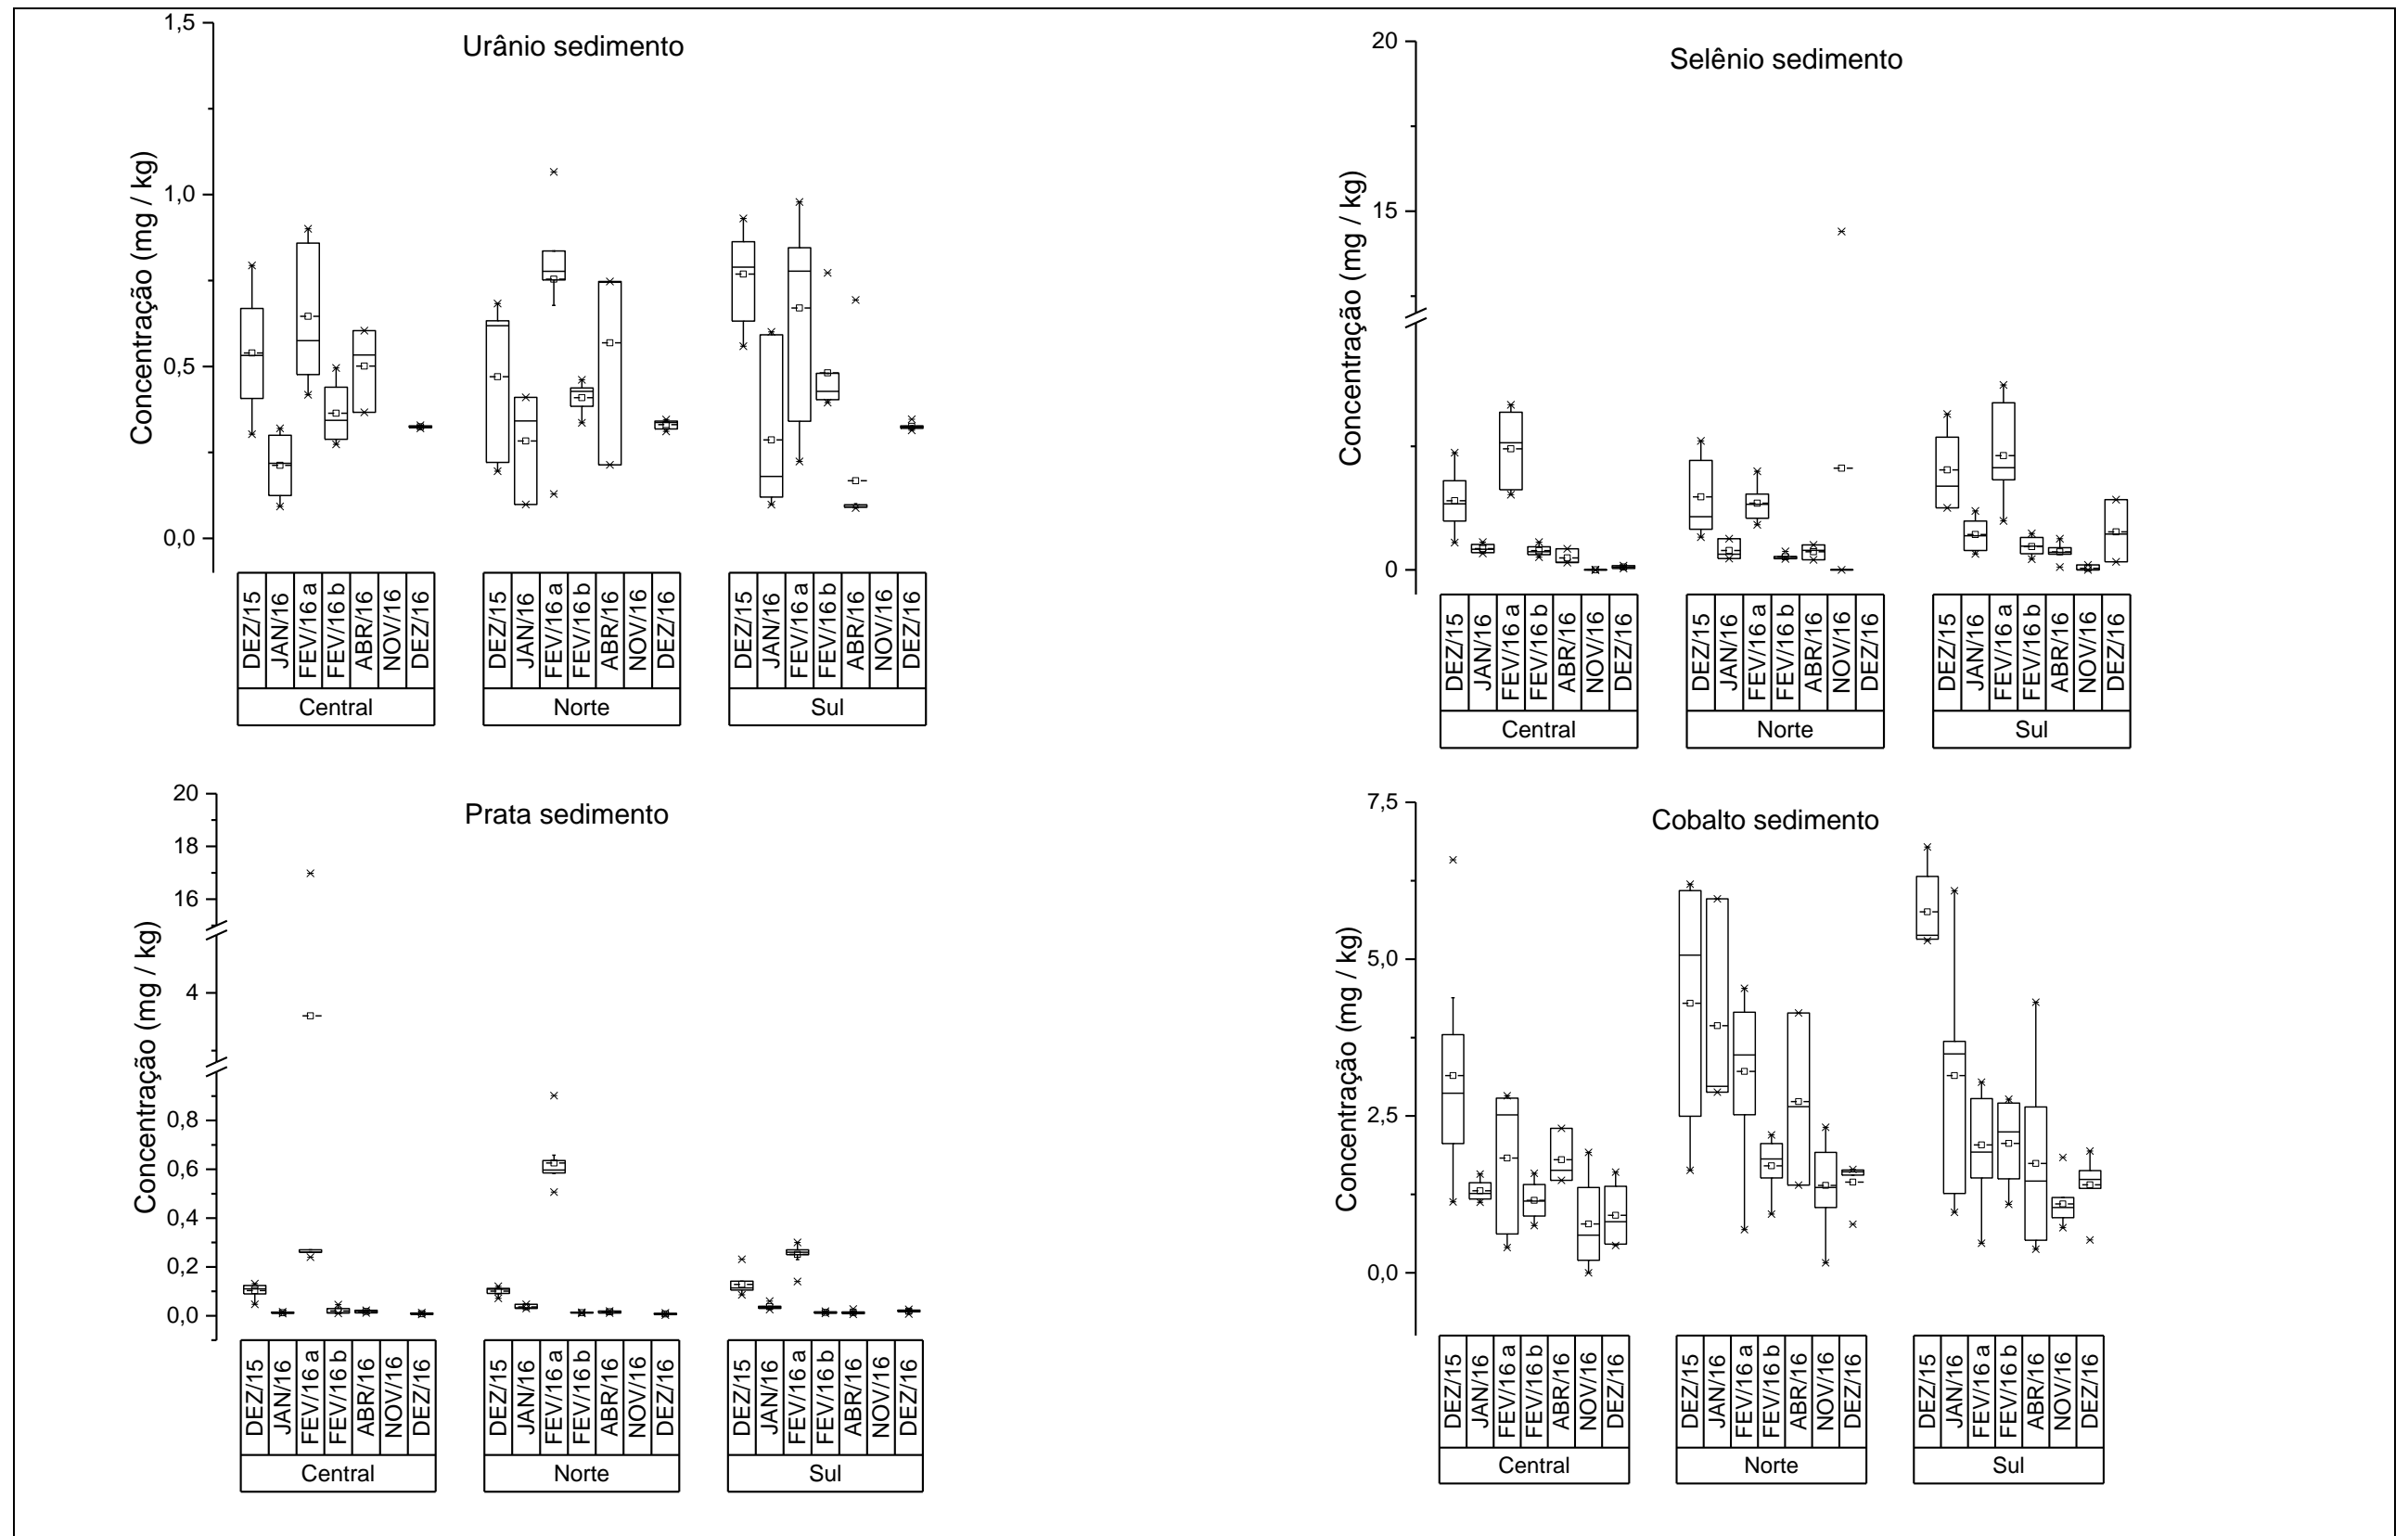 Urânio sedimento
Concentração (mg / kg)
1,5
1,0
0,5
0,0
DEZ/15 JAN/16 FEV/16 a FEV/16 b ABR/16 NOV/16 DEZ/16
DEZ/15 JAN/16 FEV/16 a FEV/16 b ABR/16 NOV/16 DEZ/16
DEZ/15 JAN/16 FEV/16 a FEV/16 b ABR/16 NOV/16 DEZ/16
Central Norte Sul
Selênio sedimento
Concentração (mg / kg)
20
15
0
DEZ/15 JAN/16 FEV/16 a FEV/16 b ABR/16 NOV/16 DEZ/16
DEZ/15 JAN/16 FEV/16 a FEV/16 b ABR/16 NOV/16 DEZ/16
DEZ/15 JAN/16 FEV/16 a FEV/16 b ABR/16 NOV/16 DEZ/16
Central Norte Sul
Prata sedimento
Concentração (mg / kg)
20
18
16
4
0,8
0,6
0,4
0,2
0,0
DEZ/15 JAN/16 FEV/16 a FEV/16 b ABR/16 NOV/16 DEZ/16
DEZ/15 JAN/16 FEV/16 a FEV/16 b ABR/16 NOV/16 DEZ/16
DEZ/15 JAN/16 FEV/16 a FEV/16 b ABR/16 NOV/16 DEZ/16
Central Norte Sul
Cobalto sedimento
Concentração (mg / kg)
7,5
5,0
2,5
0,0
DEZ/15 JAN/16 FEV/16 a FEV/16 b ABR/16 NOV/16 DEZ/16
DEZ/15 JAN/16 FEV/16 a FEV/16 b ABR/16 NOV/16 DEZ/16
DEZ/15 JAN/16 FEV/16 a FEV/16 b ABR/16 NOV/16 DEZ/16
Central Norte Sul